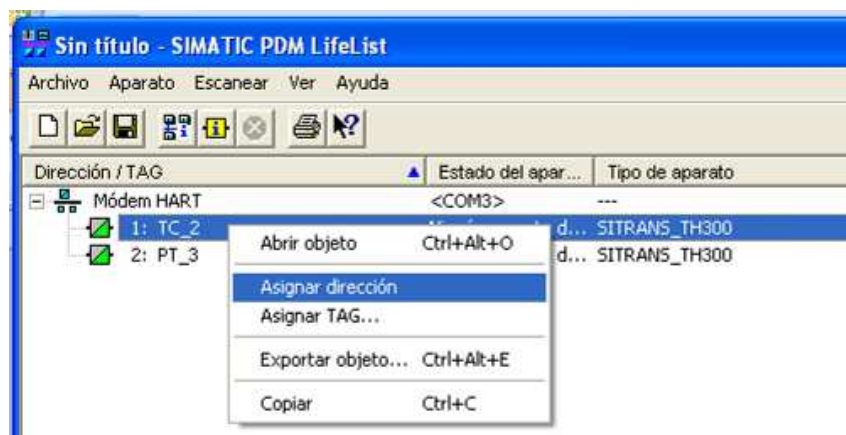 Sin título - SIMATIC PDM LifeList
Archivo Aparato Escanear Ver Ayuda
Dirección / TAG Estado del apar... Tipo de aparato
Módem HART <COM3> ---
1: TC_2 d... SITRANS_TH300
2: PT_3 d... SITRANS_TH300
Abrir objeto Ctrl+Alt+O
Asignar dirección
Asignar TAG...
Exportar objeto... Ctrl+Alt+E
Copiar Ctrl+C